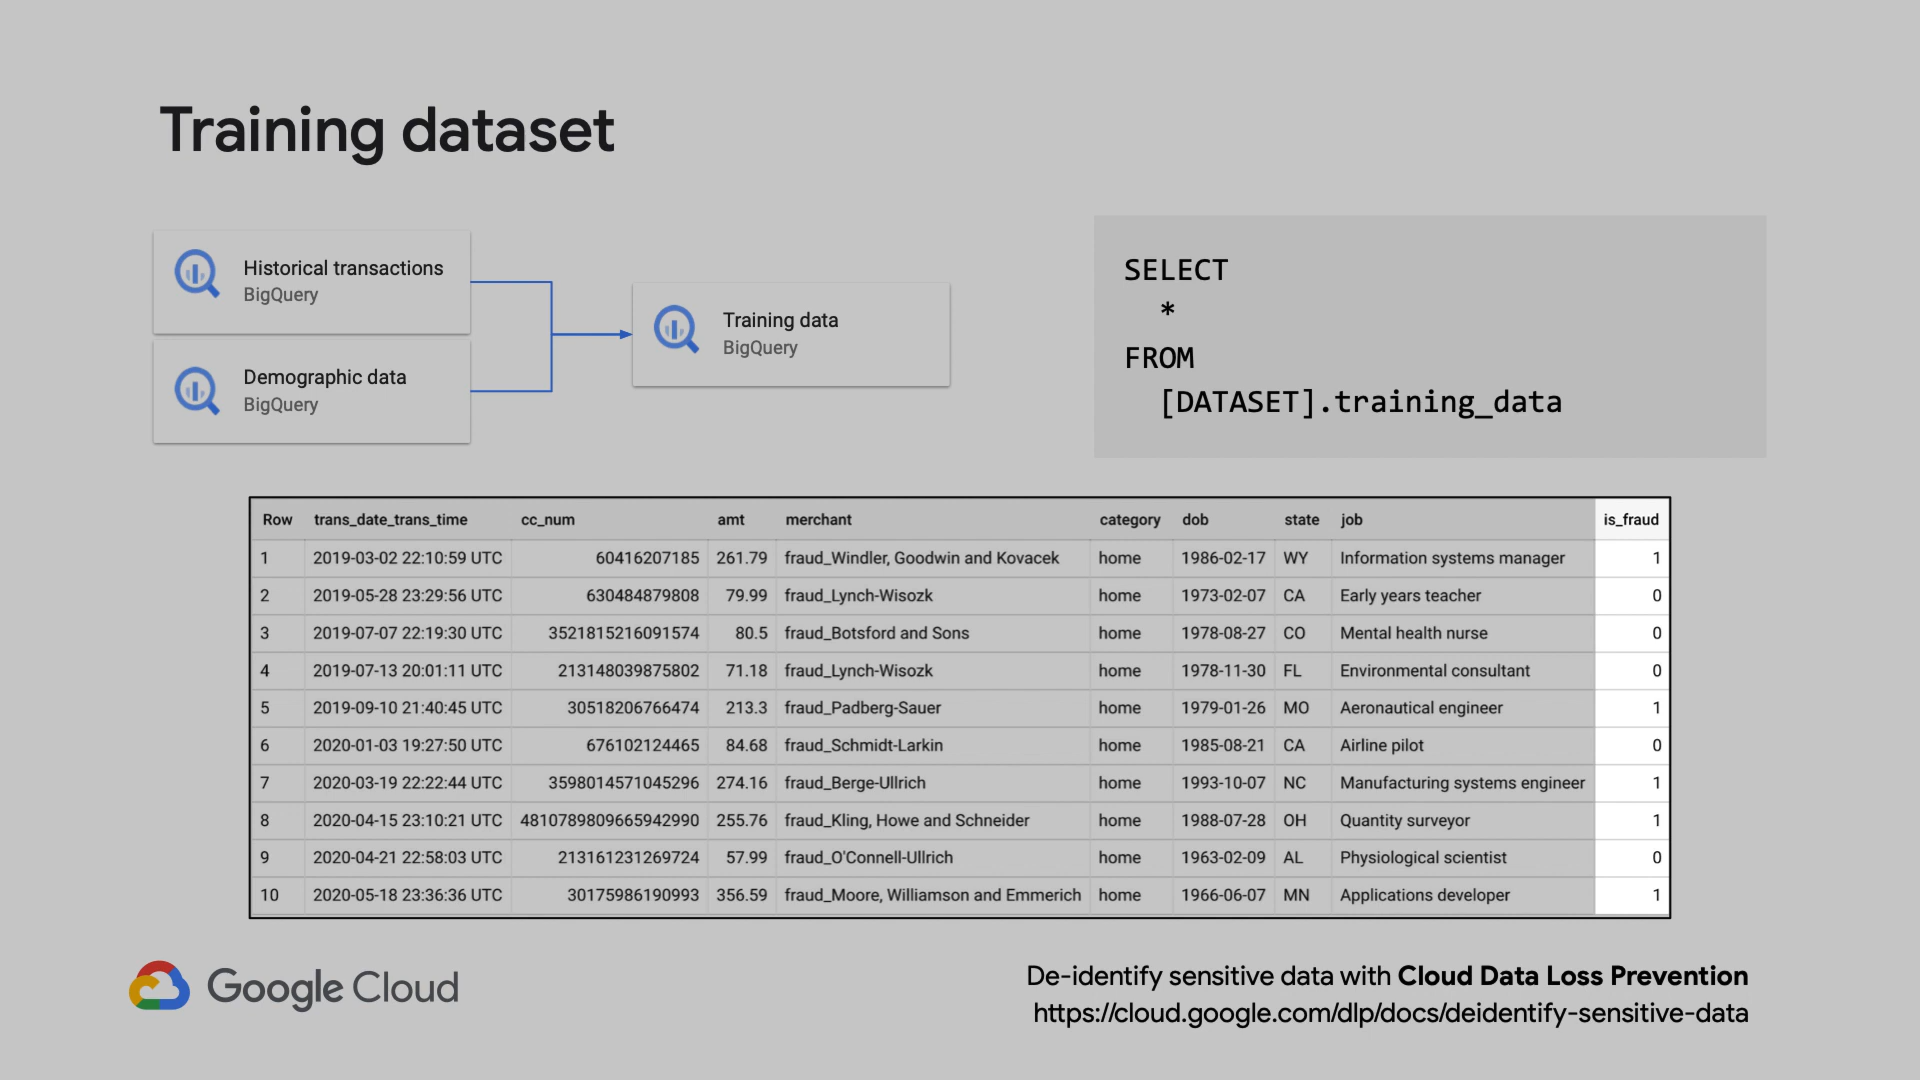 Training dataset
Historical transactions
BigQuery
Demographic data
BigQuery
Training data
BigQuery
SELECT
*
FROM
[DATASET].training_data
Row trans_date_trans_time cc_num amt merchant category dob state job is_fraud
1 2019-03-02 22:10:59 UTC 60416207185 261.79 fraud_Windler, Goodwin and Kovacek home 1986-02-17 WY Information systems manager 1
2 2019-05-28 23:29:56 UTC 630484879808 79.99 fraud_Lynch-Wisozk home 1973-02-07 CA Early years teacher 0
3 2019-07-07 22:19:30 UTC 3521815216091574 80.5 fraud_Botsford and Sons home 1978-08-27 CO Mental health nurse 0
4 2019-07-13 20:01:11 UTC 213148039875802 71.18 fraud_Lynch-Wisozk home 1978-11-30 FL Environmental consultant 0
5 2019-09-10 21:40:45 UTC 30518206766474 213.3 fraud_Padberg-Sauer home 1979-01-26 MO Aeronautical engineer 1
6 2020-01-03 19:27:50 UTC 676102124465 84.68 fraud_Schmidt-Larkin home 1985-08-21 CA Airline pilot 0
7 2020-03-19 22:22:44 UTC 3598014571045296 274.16 fraud_Berge-Ullrich home 1993-10-07 NC Manufacturing systems engineer 1
8 2020-04-15 23:10:21 UTC 4810789809665942990 255.76 fraud_Kling, Howe and Schneider home 1988-07-28 OH Quantity surveyor 1
9 2020-04-21 22:58:03 UTC 213161231269724 57.99 fraud_O'Connell-Ullrich home 1963-02-09 AL Physiological scientist 0
10 2020-05-18 23:36:36 UTC 30175986190993 356.59 fraud_Moore, Williamson and Emmerich home 1966-06-07 MN Applications developer 1
Google Cloud
De-identify sensitive data with Cloud Data Loss Prevention
https://cloud.google.com/dlp/docs/deidentify-sensitive-data